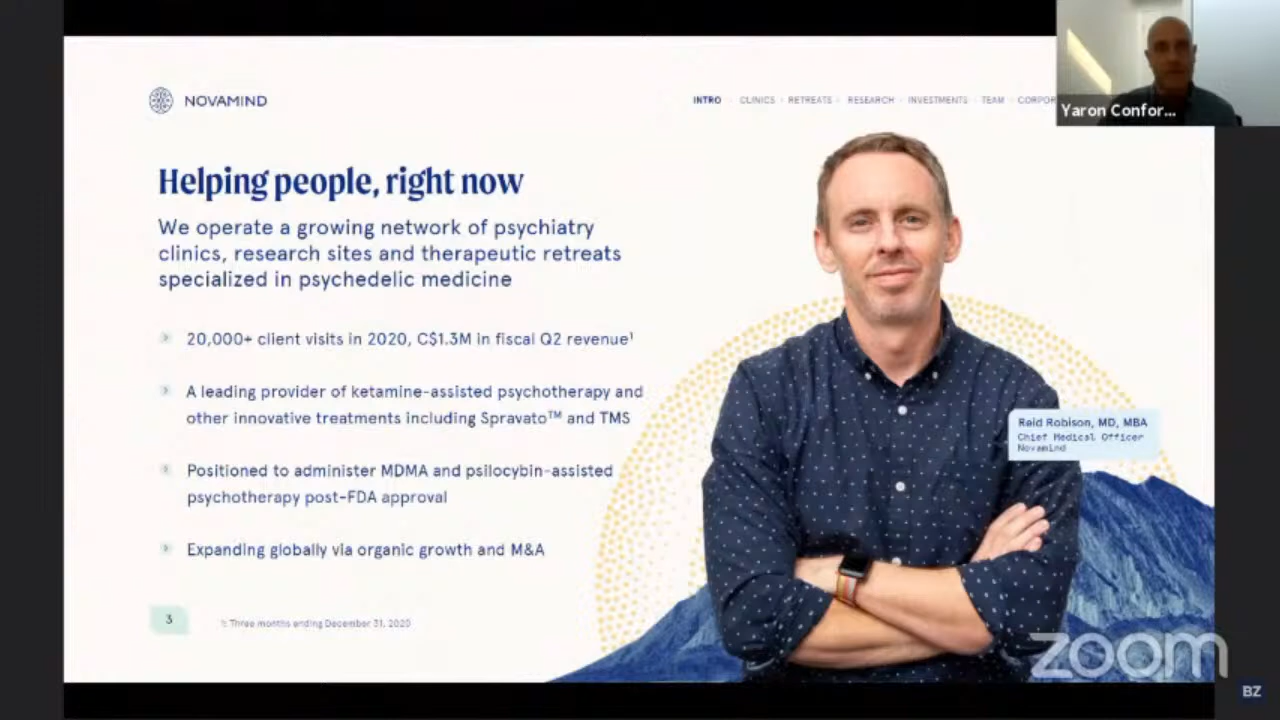 NOVAMIND
INTRO · CLINICS · RETREATS · RESEARCH · INVESTMENTS · TEAM · CORPOR
Yaron Confor...
Helping people, right now
We operate a growing network of psychiatry
clinics, research sites and therapeutic retreats
specialized in psychedelic medicine
20,000+ client visits in 2020, C$1.3M in fiscal Q2 revenue¹
A leading provider of ketamine-assisted psychotherapy and
other innovative treatments including Spravato™ and TMS
Positioned to administer MDMA and psilocybin-assisted
psychotherapy post-FDA approval
Expanding globally via organic growth and M&A
Reid Robison, MD, MBA
Chief Medical Officer
Novamind
3
1: Three months ending December 31, 2020
zoom
BZ